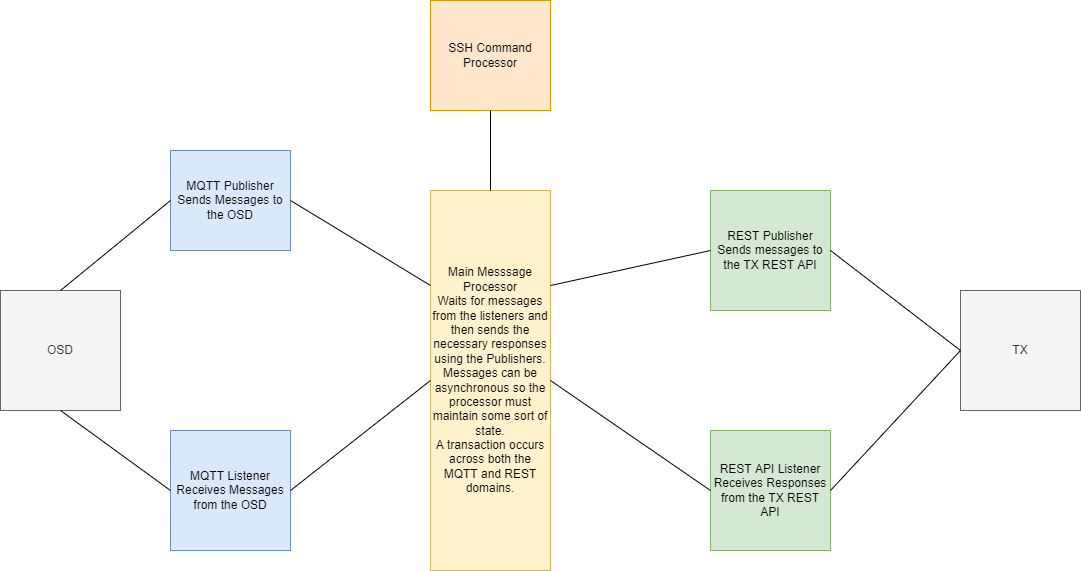 SSH Command
Processor
MQTT Publisher
Sends Messages to
the OSD
REST Publisher
Sends messages to
the TX REST API
Main Messsage
Processor
Waits for messages
from the listeners and
then sends the
necessary responses
using the Publishers.
Messages can be
asynchronous so the
processor must
maintain some sort of
state.
A transaction occurs
across both the
MQTT and REST
domains.
OSD
TX
MQTT Listener
Receives Messages
from the OSD
REST API Listener
Receives Responses
from the TX REST
API